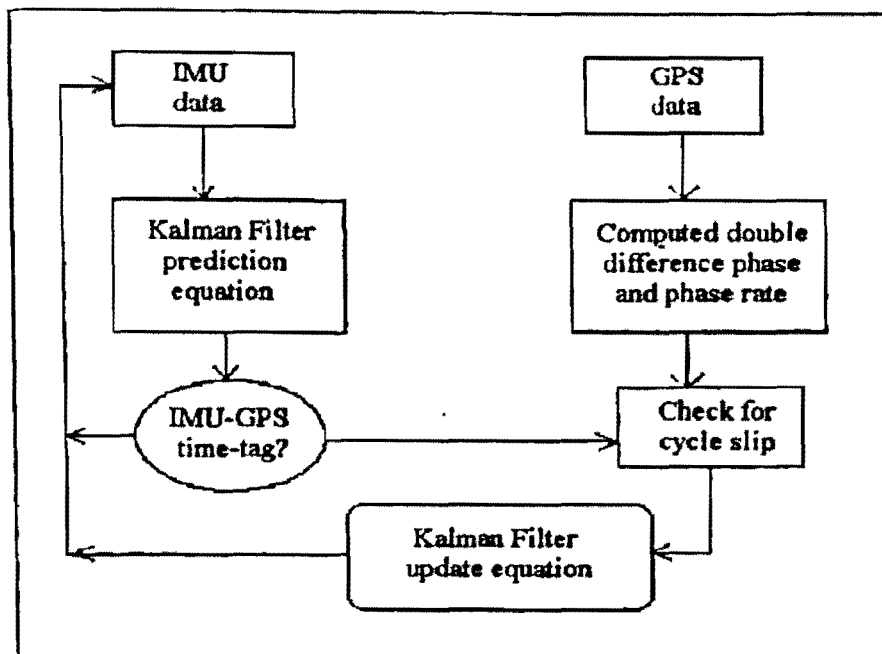 IMU
data
GPS
data
Kalman Filter
prediction
equation
Computed double
difference phase
and phase rate
IMU-GPS
time-tag?
Check for
cycle slip
Kalman Filter
update equation